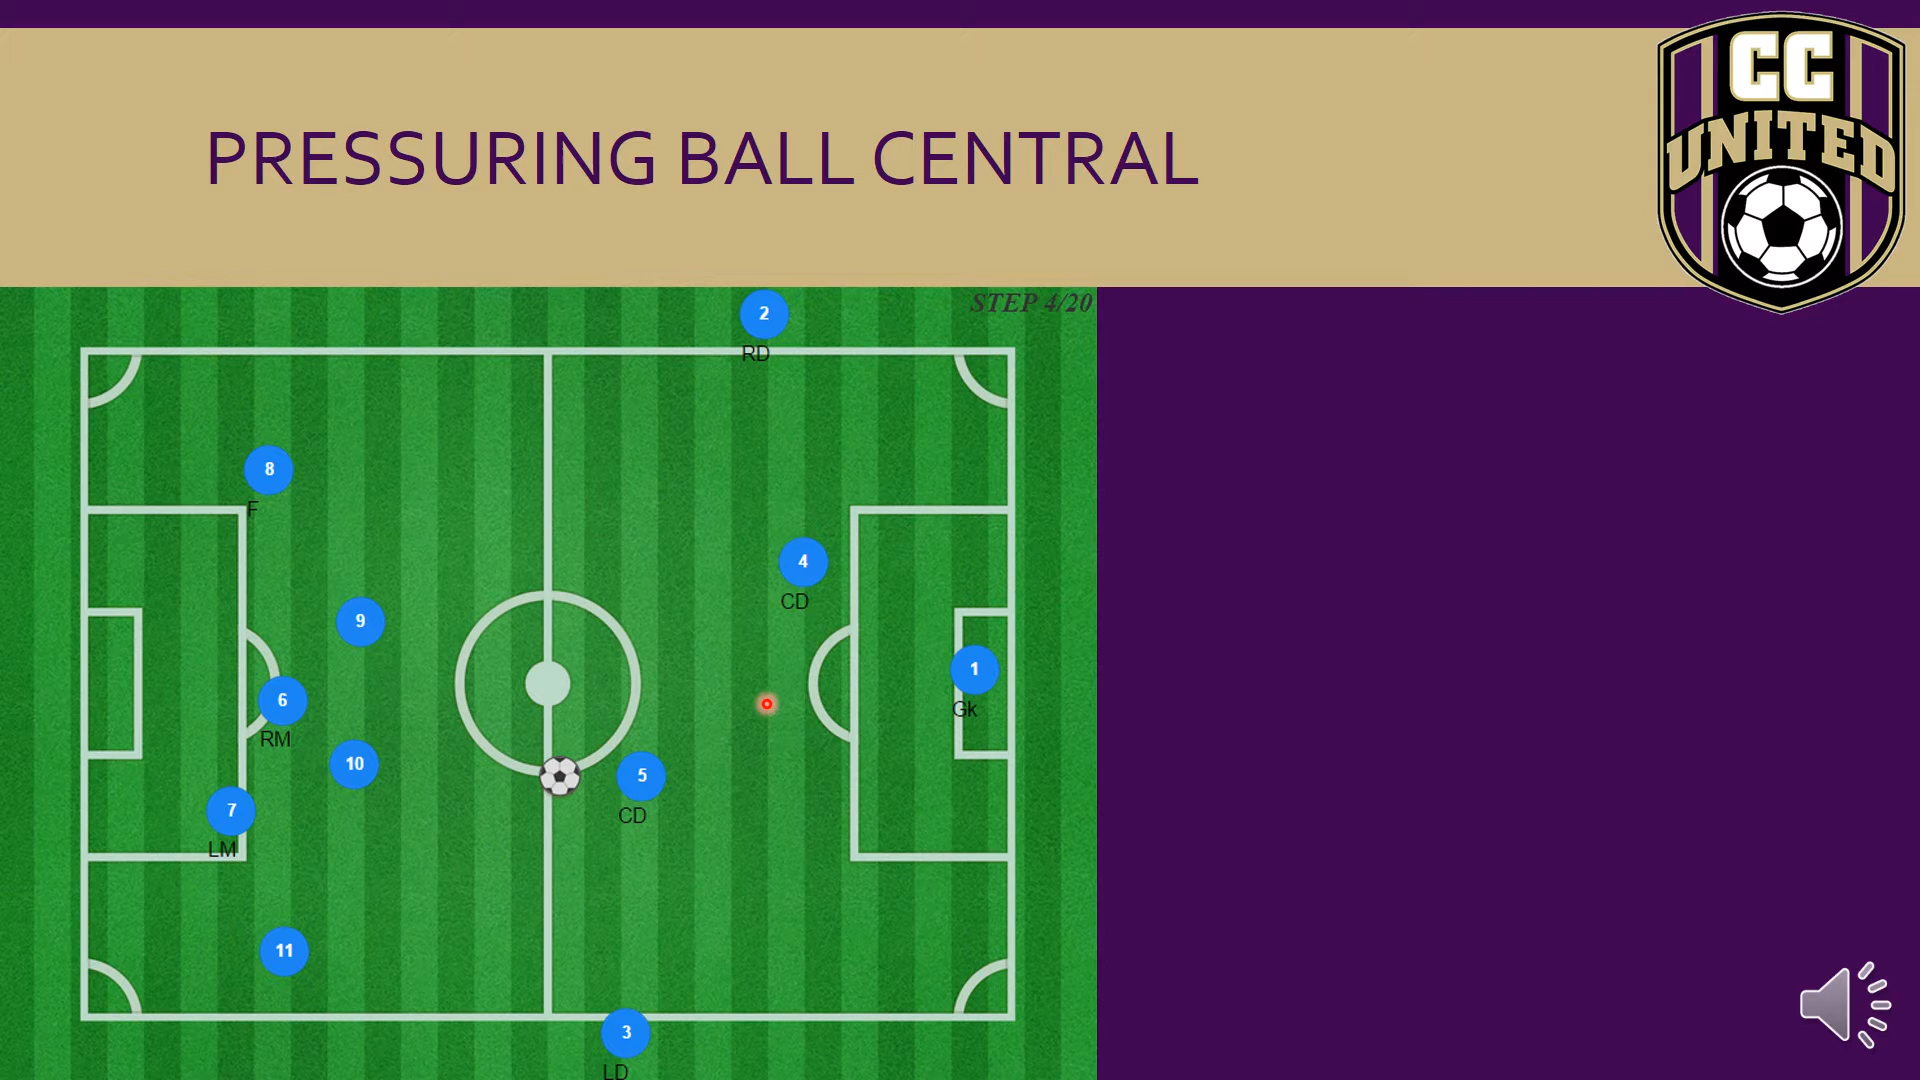 CC
UNITED
PRESSURING BALL CENTRAL
STEP 4/20
2
RD
8
F
4
CD
9
1
Gk
6
RM
10
5
CD
7
LM
11
3
LD